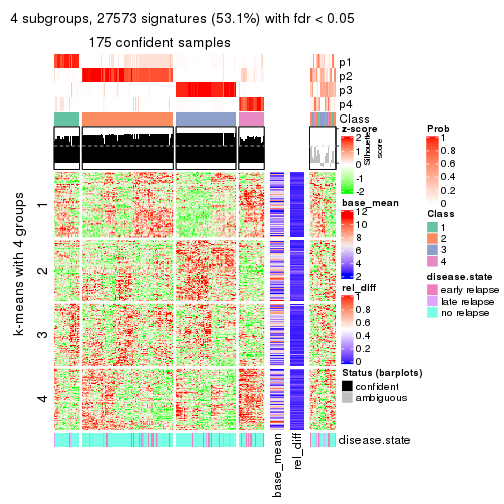 4 subgroups, 27573 signatures (53.1%) with fdr < 0.05
175 confident samples
p1
p2
p3
p4
Class
z-score
2
1
0
-1
-2
Silhouette
score
base_mean
12
10
8
6
4
2
rel_diff
1
0.8
0.6
0.4
0.2
0
Status (barplots)
confident
ambiguous
Prob
1
0.8
0.6
0.4
0.2
0
Class
1
2
3
4
disease.state
early relapse
late relapse
no relapse
k-means with 4 groups
1
2
3
4
disease.state
base_mean
rel_diff